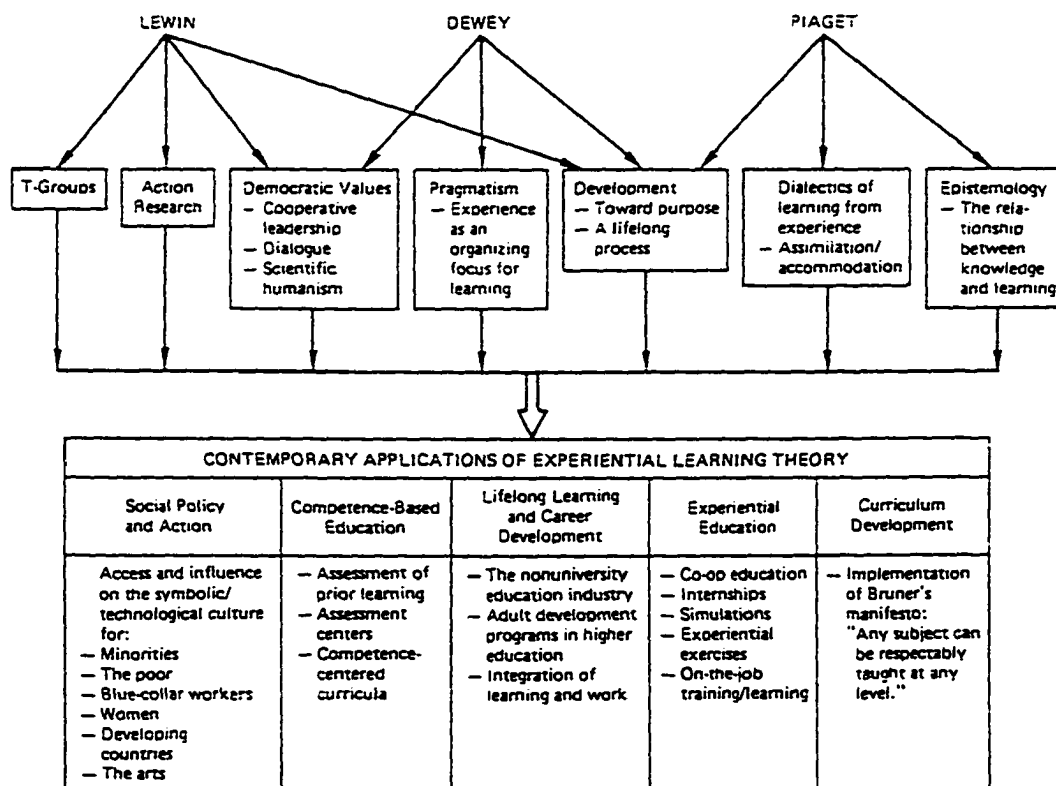 LEWIN
DEWEY
PIAGET
T-Groups
Action
Research
Democratic Values
— Cooperative
leadership
— Dialogue
— Scientific
humanism
Pragmatism
— Experience
as an
organizing
focus for
learning
Development
— Toward purpose
— A lifelong
process
Dialectics of
learning from
experience
— Assimilation/
accommodation
Epistemology
— The rela-
tionship
between
knowledge
and learning
CONTEMPORARY APPLICATIONS OF EXPERIENTIAL LEARNING THEORY
Social Policy
and Action
Access and influence
on the symbolic/
technological culture
for:
— Minorities
— The poor
— Blue-collar workers
— Women
— Developing
countries
— The arts
Competence-Based
Education
— Assessment of
prior learning
— Assessment
centers
— Competence-
centered
curricula
Lifelong Learning
and Career
Development
— The nonuniversity
education industry
— Adult development
programs in higher
education
— Integration of
learning and work
Experiential
Education
— Co-op education
— Internships
— Simulations
— Experiential
exercises
— On-the-job
training/learning
Curriculum
Development
— Implementation
of Bruner's
manifesto:
"Any subject can
be respectably
taught at any
level."